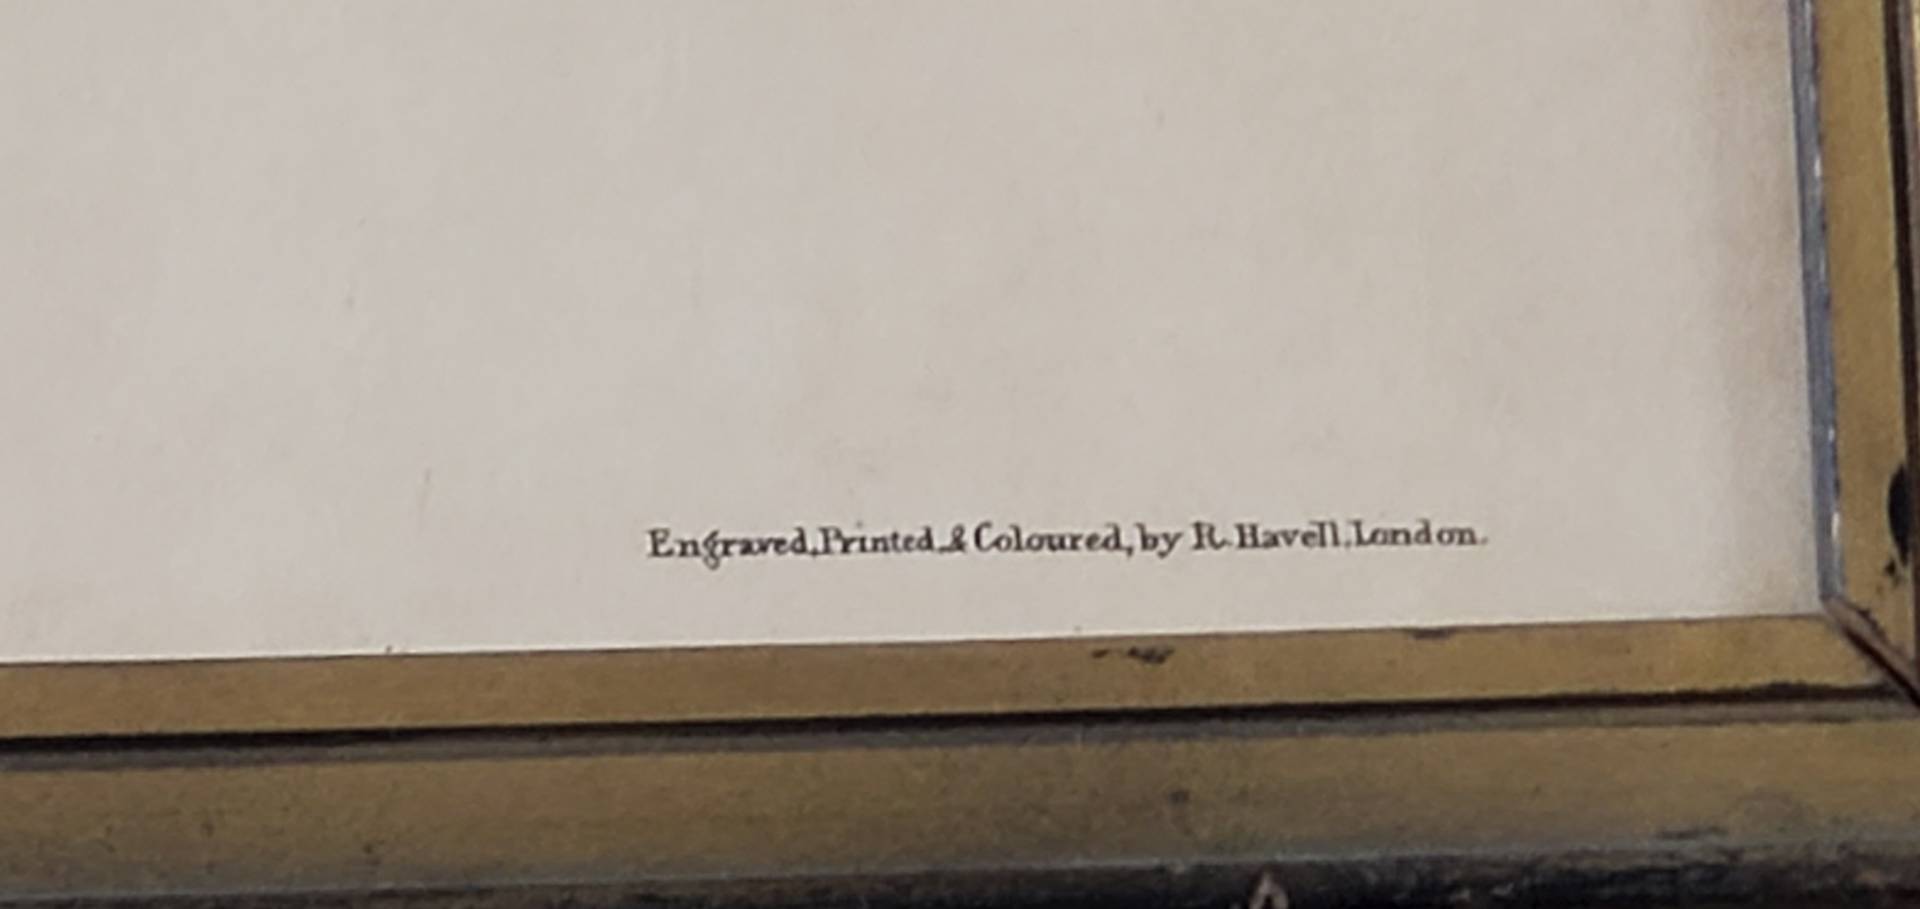 Engraved, Printed, & Coloured, by R. Havell, London.